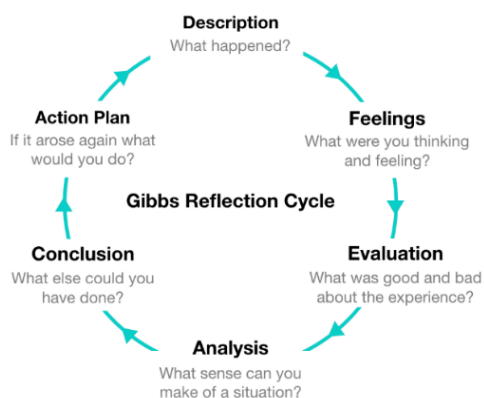 Description
What happened?
Feelings
What were you thinking
and feeling?
Evaluation
What was good and bad
about the experience?
Analysis
What sense can you
make of a situation?
Conclusion
What else could you
have done?
Action Plan
If it arose again what
would you do?
Gibbs Reflection Cycle